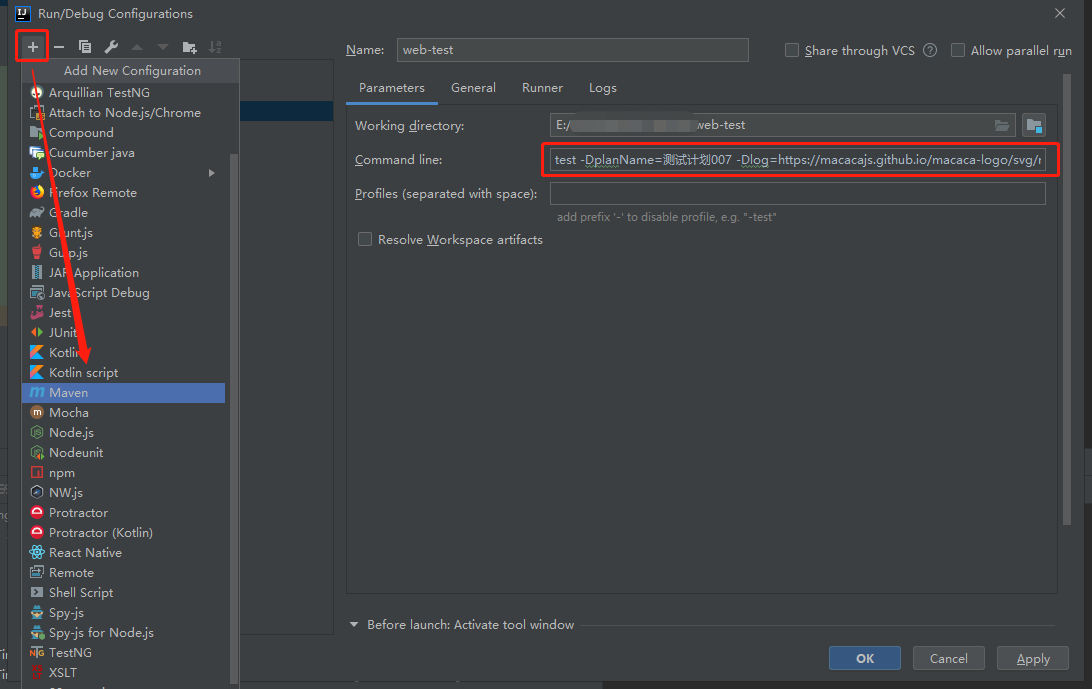 Run/Debug Configurations
Add New Configuration
Arquillian TestNG
Attach to Node.js/Chrome
Compound
Cucumber java
Docker
Firefox Remote
Gradle
Grunt.js
Gulp.js
JAR Application
JavaScript Debug
Jest
JUnit
Kotlin
Kotlin script
Maven
Mocha
Node.js
Nodeunit
npm
NW.js
Protractor
Protractor (Kotlin)
React Native
Remote
Shell Script
Spy-js
Spy-js for Node.js
TestNG
XSLT
Name: web-test
Share through VCS
Allow parallel run
Parameters General Runner Logs
Working directory: E:/ web-test
Command line: test -DplanName=测试计划007 -Dlog=https://macacajs.github.io/macaca-logo/svg/
Profiles (separated with space):
add prefix '-' to disable profile, e.g. "-test"
Resolve Workspace artifacts
Before launch: Activate tool window
OK Cancel Apply